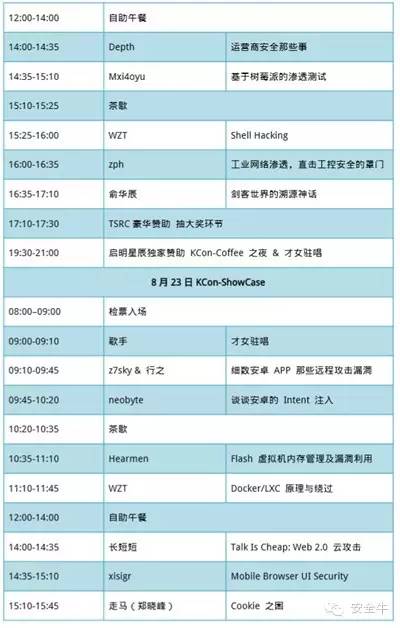 12:00-14:00 自助午餐
14:00-14:35 Depth 运营商安全那些事
14:35-15:10 Mxi4oyu 基于树莓派的渗透测试
15:10-15:25 茶歇
15:25-16:00 WZT Shell Hacking
16:00-16:35 zph 工业网络渗透，直击工控安全的罩门
16:35-17:10 俞华辰 剑客世界的溯源神话
17:10-17:30 TSRC 豪华赞助 抽大奖环节
19:30-21:00 启明星辰独家赞助 KCon-Coffee 之夜 & 才女驻唱
8 月 23 日 KCon-ShowCase
08:00–09:00 检票入场
09:00-09:10 歌手 才女驻唱
09:10-09:45 z7sky & 行之 细数安卓 APP 那些远程攻击漏洞
09:45-10:20 neobyte 谈谈安卓的 Intent 注入
10:20-10:35 茶歇
10:35-11:10 Hearmen Flash 虚拟机内存管理及漏洞利用
11:10-11:45 WZT Docker/LXC 原理与绕过
12:00-14:00 自助午餐
14:00-14:35 长短短 Talk Is Cheap: Web 2.0 云攻击
14:35-15:10 xisigr Mobile Browser UI Security
15:10-15:45 走马（郑晓峰） Cookie 之困
安全牛